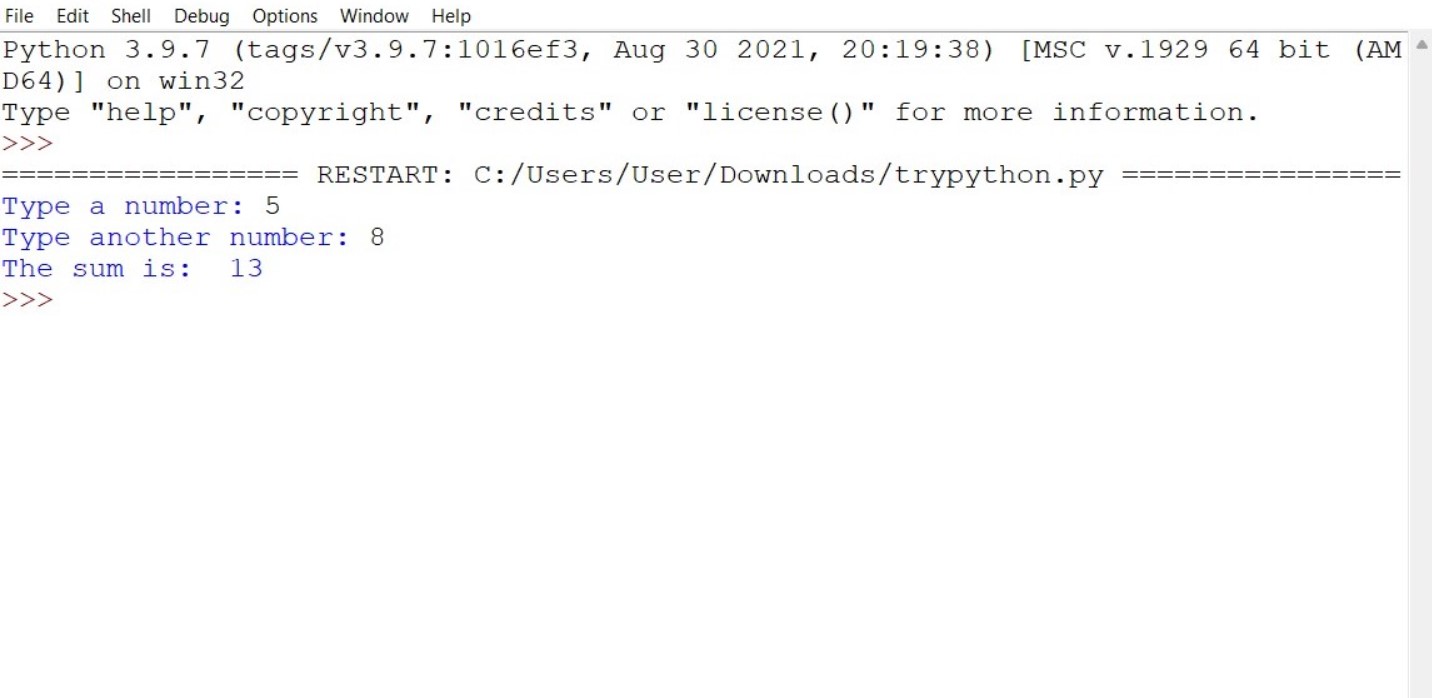 File Edit Shell Debug Options Window Help
Python 3.9.7 (tags/v3.9.7:1016ef3, Aug 30 2021, 20:19:38) [MSC v.1929 64 bit (AM
D64)] on win32
Type "help", "copyright", "credits" or "license()" for more information.
>>>
================= RESTART: C:/Users/User/Downloads/trypython.py ================
Type a number: 5
Type another number: 8
The sum is:  13
>>>